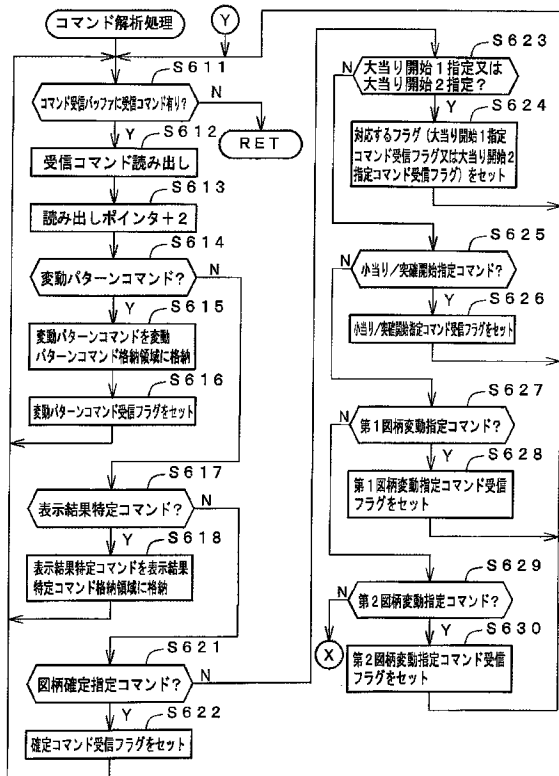 コマンド解析処理
Y
S611
コマンド受信バッファに受信コマンド有り?
N
RET
Y
S612
受信コマンド読み出し
S613
読み出しポインタ+2
S614
変動パターンコマンド?
N
Y
S615
変動パターンコマンドを変動
パターンコマンド格納領域に格納
S616
変動パターンコマンド受信フラグをセット
S617
表示結果特定コマンド?
N
Y
S618
表示結果特定コマンドを表示結果
特定コマンド格納領域に格納
S621
図柄確定指定コマンド?
N
Y
S622
確定コマンド受信フラグをセット
S623
N
大当り開始1指定又は
大当り開始2指定?
Y
S624
対応するフラグ(大当り開始1指定
コマンド受信フラグ又は大当り開始2
指定コマンド受信フラグ)をセット
S625
N
小当り/突確開始指定コマンド?
Y
S626
小当り/突確開始指定コマンド受信フラグをセット
S627
N
第1図柄変動指定コマンド?
Y
S628
第1図柄変動指定コマンド受信
フラグをセット
S629
N
第2図柄変動指定コマンド?
X
Y
S630
第2図柄変動指定コマンド受信
フラグをセット